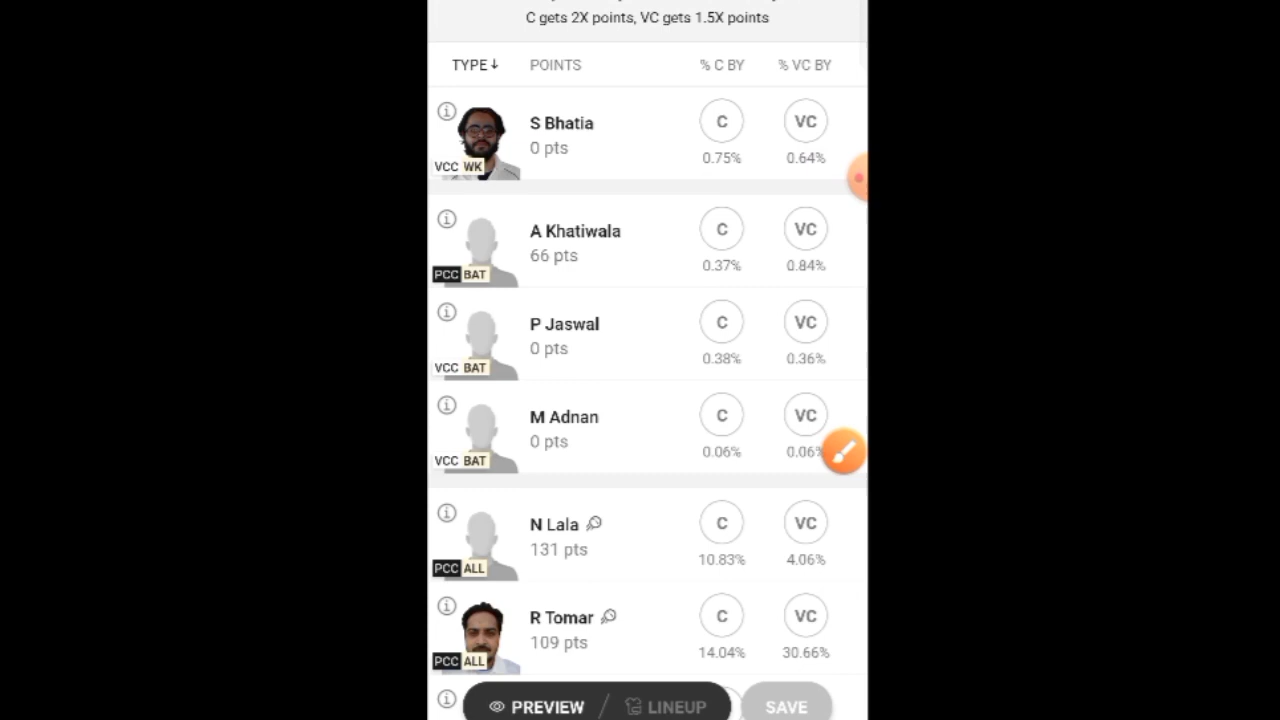 C gets 2X points, VC gets 1.5X points
TYPE↓ POINTS % C BY % VC BY
S Bhatia
0 pts
C VC
0.75% 0.64%
VCC WK
A Khatiwala
66 pts
C VC
0.37% 0.84%
PCC BAT
P Jaswal
0 pts
C VC
0.38% 0.36%
VCC BAT
M Adnan
0 pts
C VC
0.06% 0.06%
VCC BAT
N Lala
131 pts
C VC
10.83% 4.06%
PCC ALL
R Tomar
109 pts
C VC
14.04% 30.66%
PCC ALL
PREVIEW / LINEUP SAVE